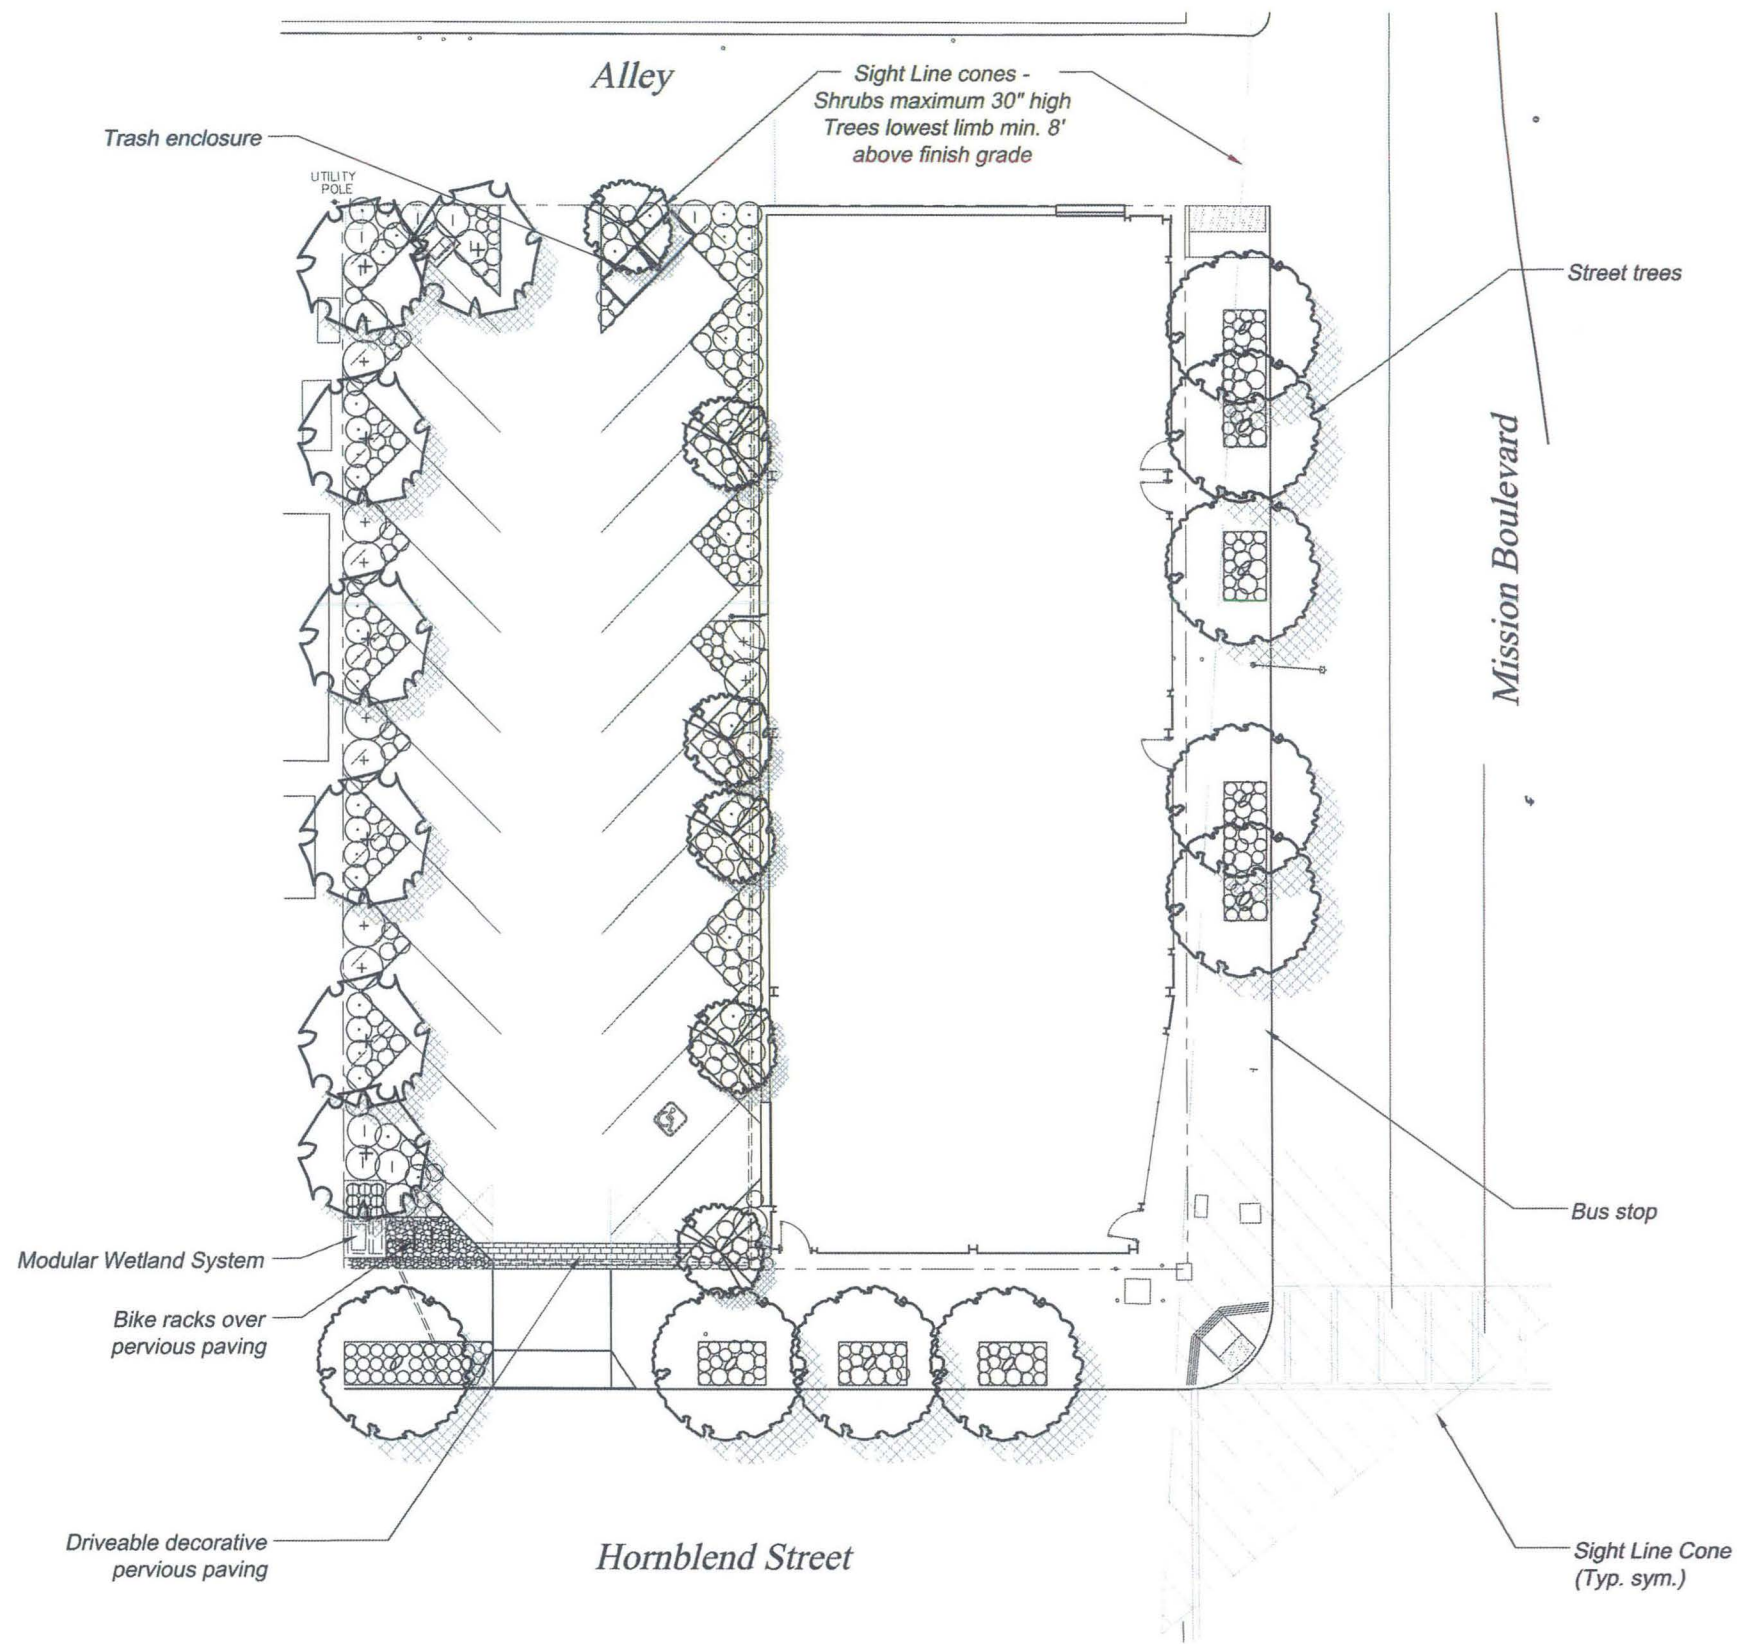 Alley
Sight Line cones -
Shrubs maximum 30" high
Trees lowest limb min. 8'
above finish grade
Trash enclosure
UTILITY
POLE
Street trees
Mission Boulevard
Bus stop
Modular Wetland System
Bike racks over
pervious paving
Driveable decorative
pervious paving
Hornblend Street
Sight Line Cone
(Typ. sym.)